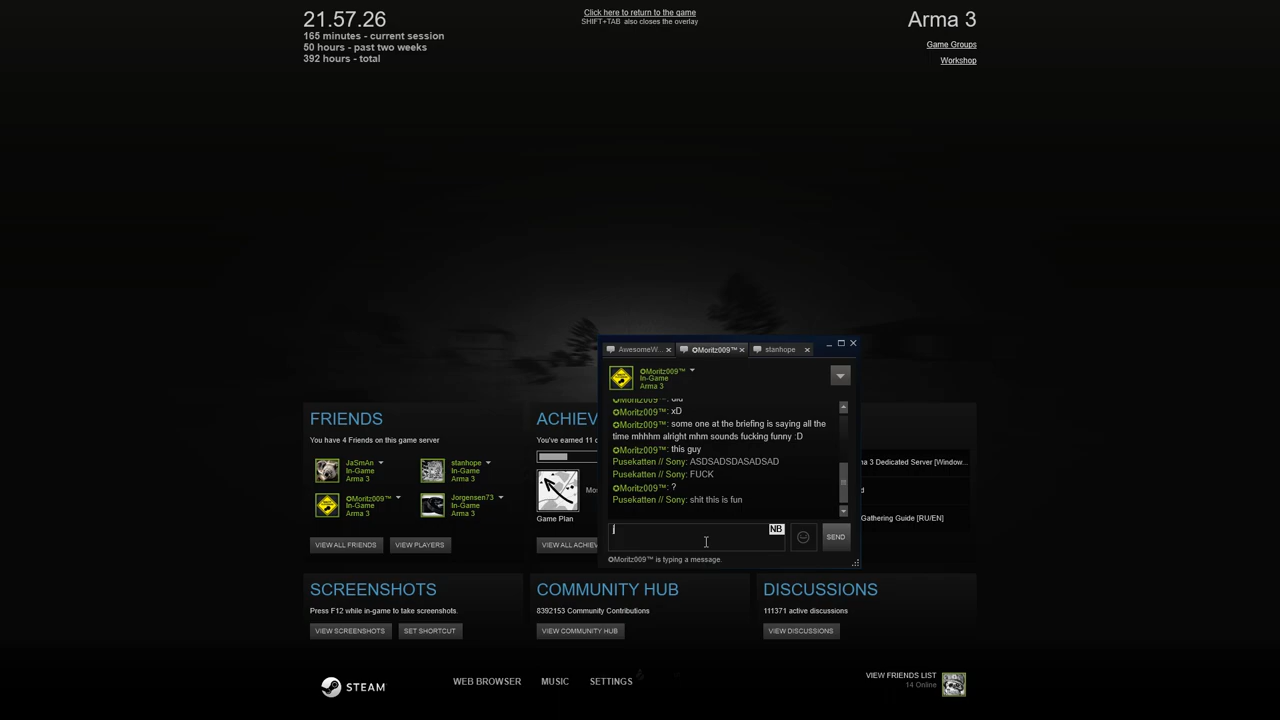 21.57.26
165 minutes - current session
50 hours - past two weeks
392 hours - total
Click here to return to the game
SHIFT+TAB also closes the overlay
Arma 3
Game Groups
Workshop
AwesomeW...
✪Moritz009™
stanhope
✪Moritz009™
In-Game
Arma 3
✪Moritz009™: did
✪Moritz009™: xD
✪Moritz009™: some one at the briefing is saying all the
time mhhhm alright mhm sounds fucking funny :D
✪Moritz009™: this guy
Pusekatten // Sony: ASDSADSDASADSAD
Pusekatten // Sony: FUCK
✪Moritz009™: ?
Pusekatten // Sony: shit this is fun
NB
SEND
✪Moritz009™ is typing a message.
FRIENDS
You have 4 Friends on this game server
JaSmAn
In-Game
Arma 3
stanhope
In-Game
Arma 3
✪Moritz009™
In-Game
Arma 3
Jorgensen73
In-Game
Arma 3
VIEW ALL FRIENDS
VIEW PLAYERS
ACHIEV
You've earned 11 o
Mos
Game Plan
VIEW ALL ACHIEV
a 3 Dedicated Server [Window...
d
Gathering Guide [RU/EN]
SCREENSHOTS
Press F12 while in-game to take screenshots.
VIEW SCREENSHOTS
SET SHORTCUT
COMMUNITY HUB
8392153 Community Contributions
VIEW COMMUNITY HUB
DISCUSSIONS
111371 active discussions
VIEW DISCUSSIONS
STEAM
WEB BROWSER
MUSIC
SETTINGS
VIEW FRIENDS LIST
14 Online